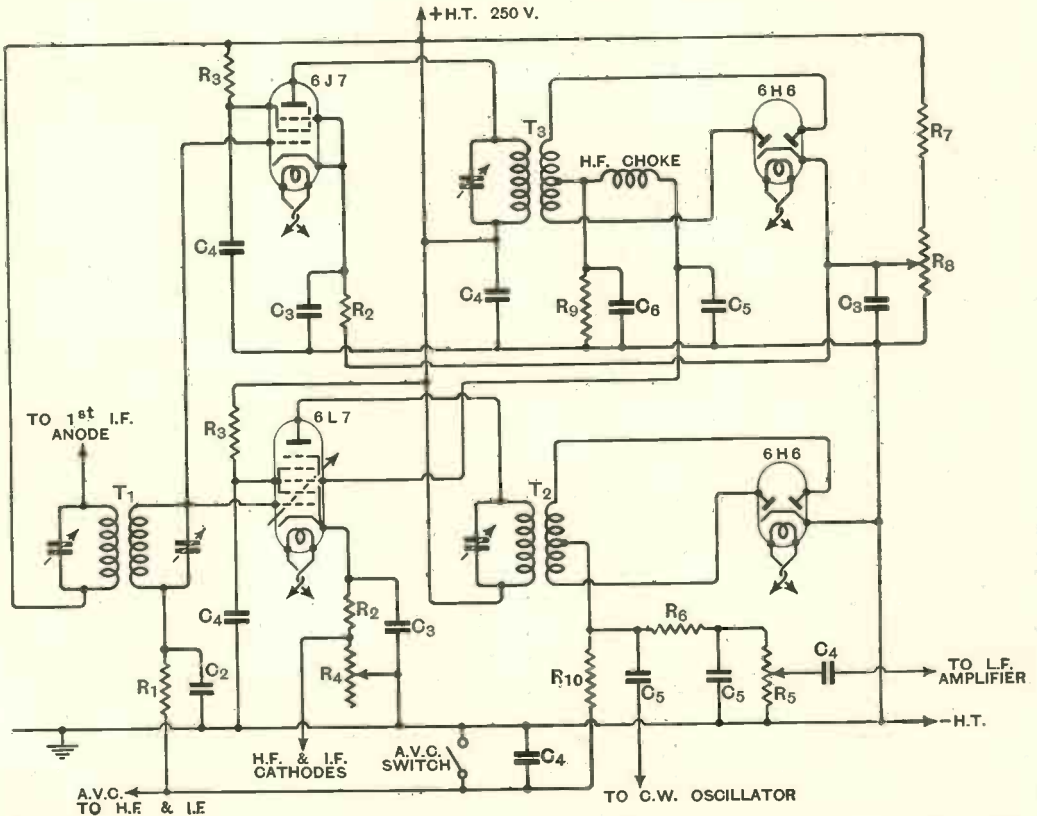 +H.T. 250 V.
R3
6J7
T3
H.F. CHOKE
6H6
R7
C4
C3
R2
C4
R9
C6
C5
C3
R8
TO 1st I.F.
ANODE
T1
R3
6L7
T2
6H6
C4
R2
C3
R4
R1
C2
R10
R6
C5
C5
R5
C4
TO L.F.
AMPLIFIER
-H.T.
H.F. & I.F.
CATHODES
A.V.C.
SWITCH
C4
A.V.C.
TO H.F. & I.F.
TO C.W. OSCILLATOR